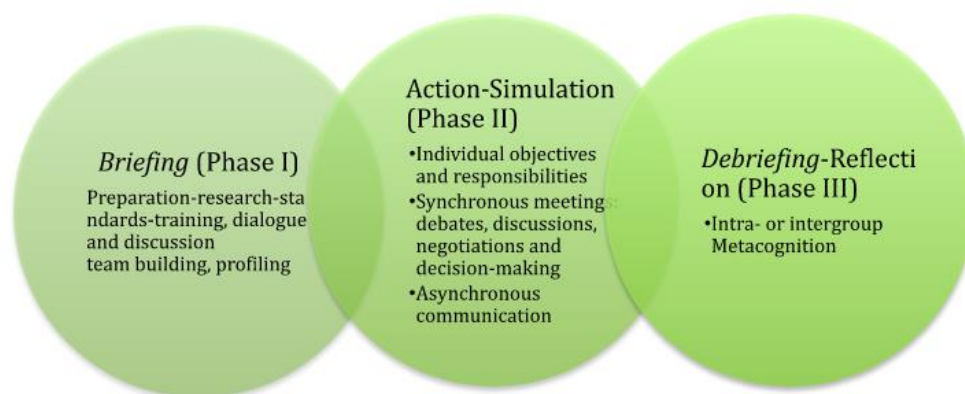 Briefing (Phase I)
Preparation-research-sta
ndards-training, dialogue
and discussion
team building, profiling
Action-Simulation
(Phase II)
•Individual objectives
and responsibilities
•Synchronous meetings:
debates, discussions,
negotiations and
decision-making
•Asynchronous
communication
Debriefing-Reflecti
on (Phase III)
•Intra- or intergroup
Metacognition